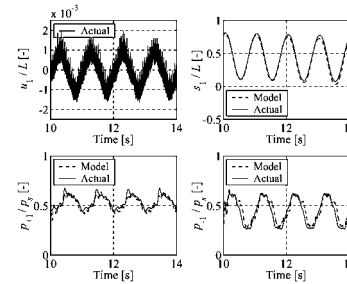 x 10⁻³
2
1
0
-1
-2
10 12 14
Actual
u₁ / L [-]
Time [s]
1
0.5
0
-0.5
10 12 14
Model
Actual
s₁ / L [-]
Time [s]
1
0.5
0
10 12 14
Model
Actual
p₊₁ / pₛ [-]
Time [s]
1
0.5
0
10 12 14
Model
Actual
p₋₁ / pₛ [-]
Time [s]